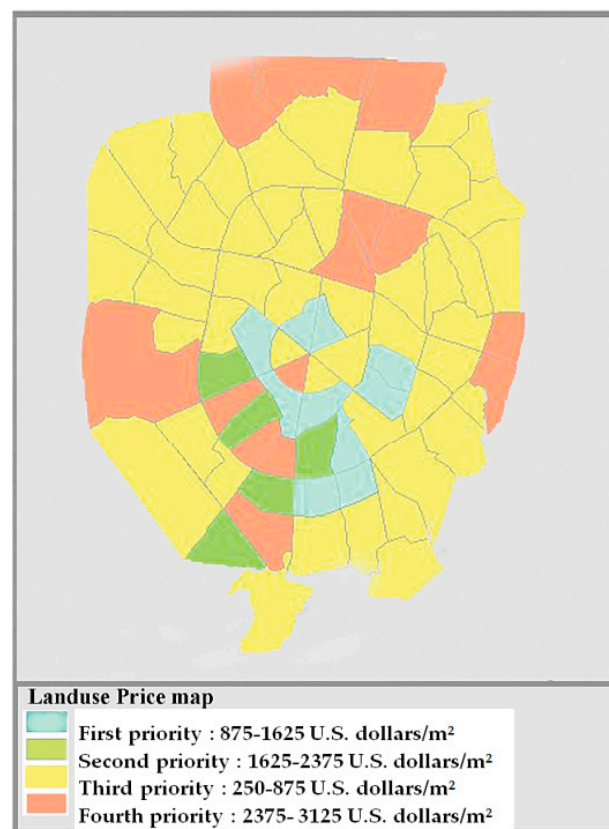 Landuse Price map
First priority : 875-1625 U.S. dollars/m²
Second priority : 1625-2375 U.S. dollars/m²
Third priority : 250-875 U.S. dollars/m²
Fourth priority : 2375- 3125 U.S. dollars/m²